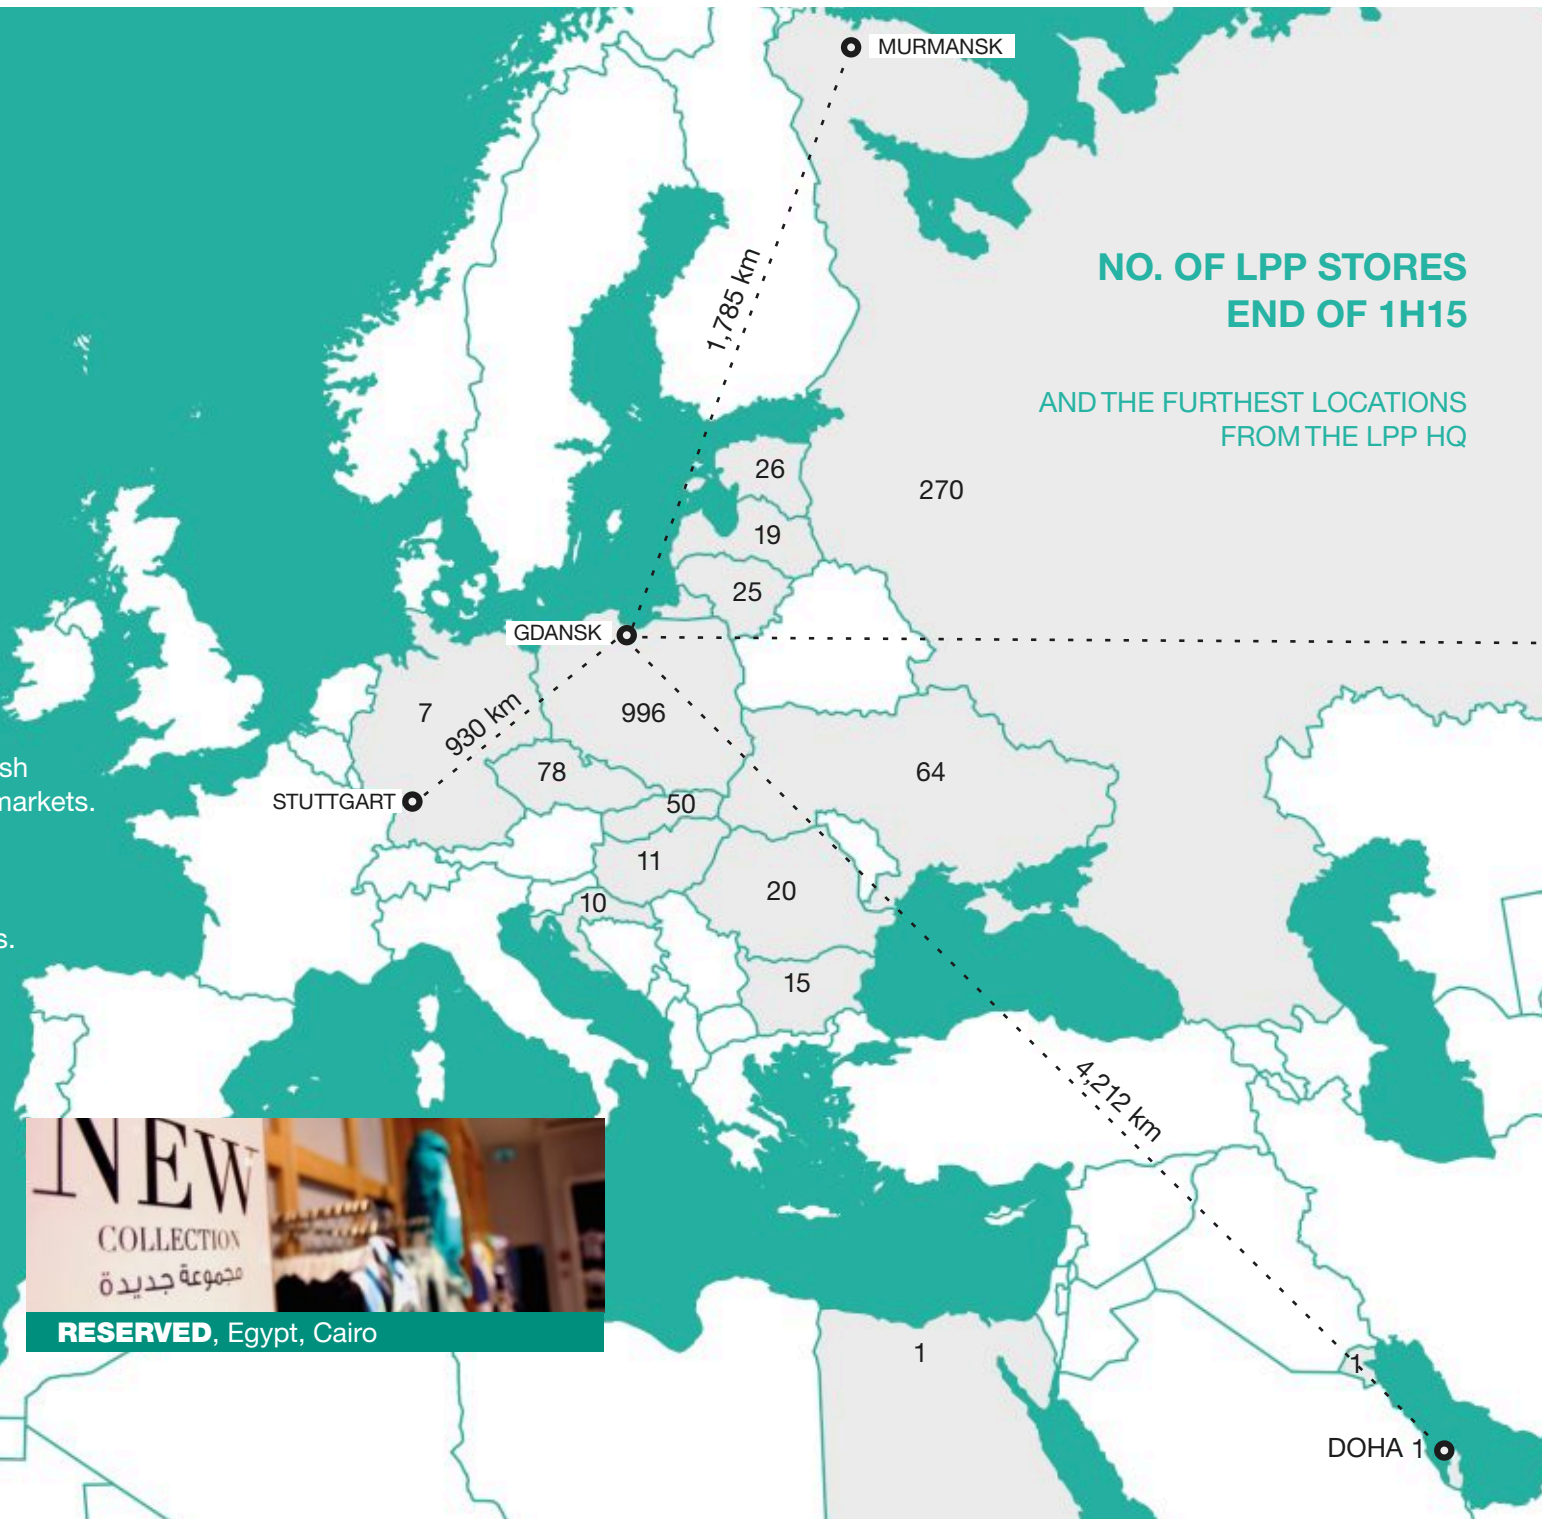 MURMANSK
1,785 km
NO. OF LPP STORES
END OF 1H15
AND THE FURTHEST LOCATIONS
FROM THE LPP HQ
26
270
19
25
GDANSK
7
930 km
996
78
64
sh
markets.
STUTTGART
50
11
20
10
s.
15
4,212 km
NEW
COLLECTION
مجموعة جديدة
RESERVED, Egypt, Cairo
1
1
DOHA 1